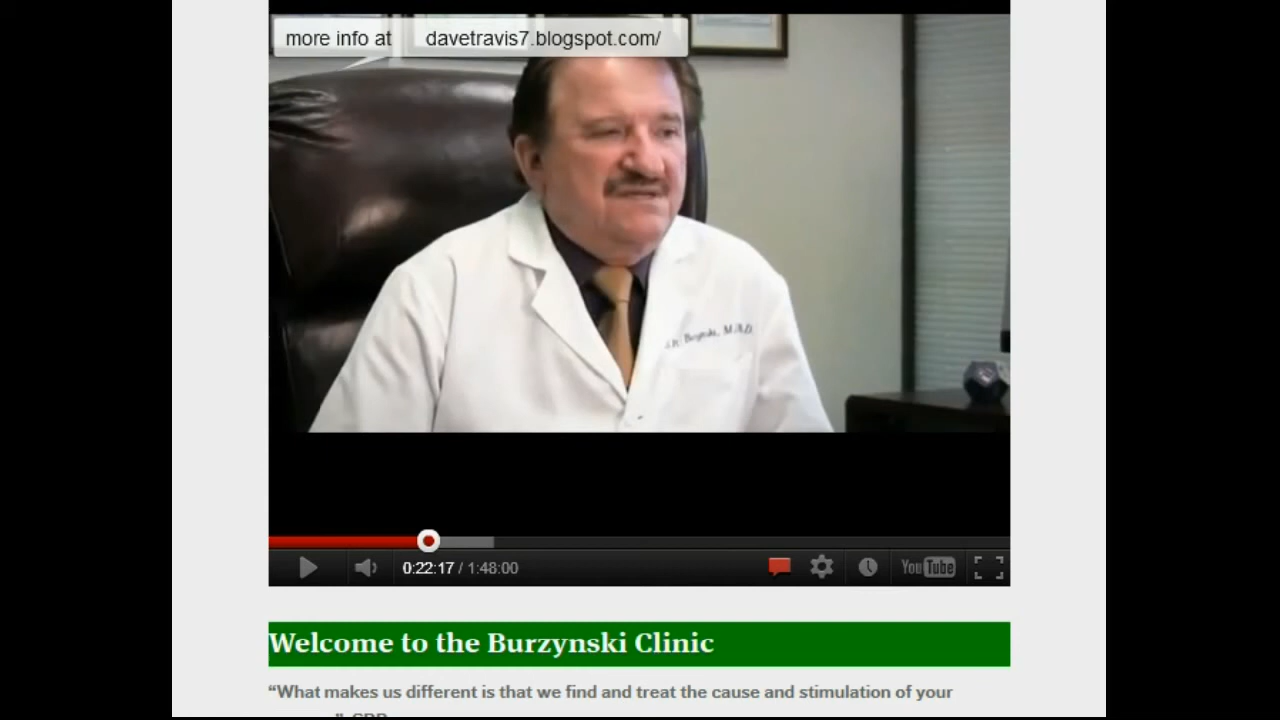 more info at davetravis7.blogspot.com/
0:22:17 / 1:48:00
YouTube
Welcome to the Burzynski Clinic
“What makes us different is that we find and treat the cause and stimulation of your